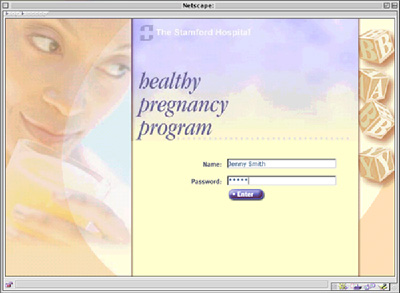 Netscape:
The Stamford Hospital
healthy
pregnancy
program
Name: Jenny Smith
Password: •••••
Enter
B
A
B
Y